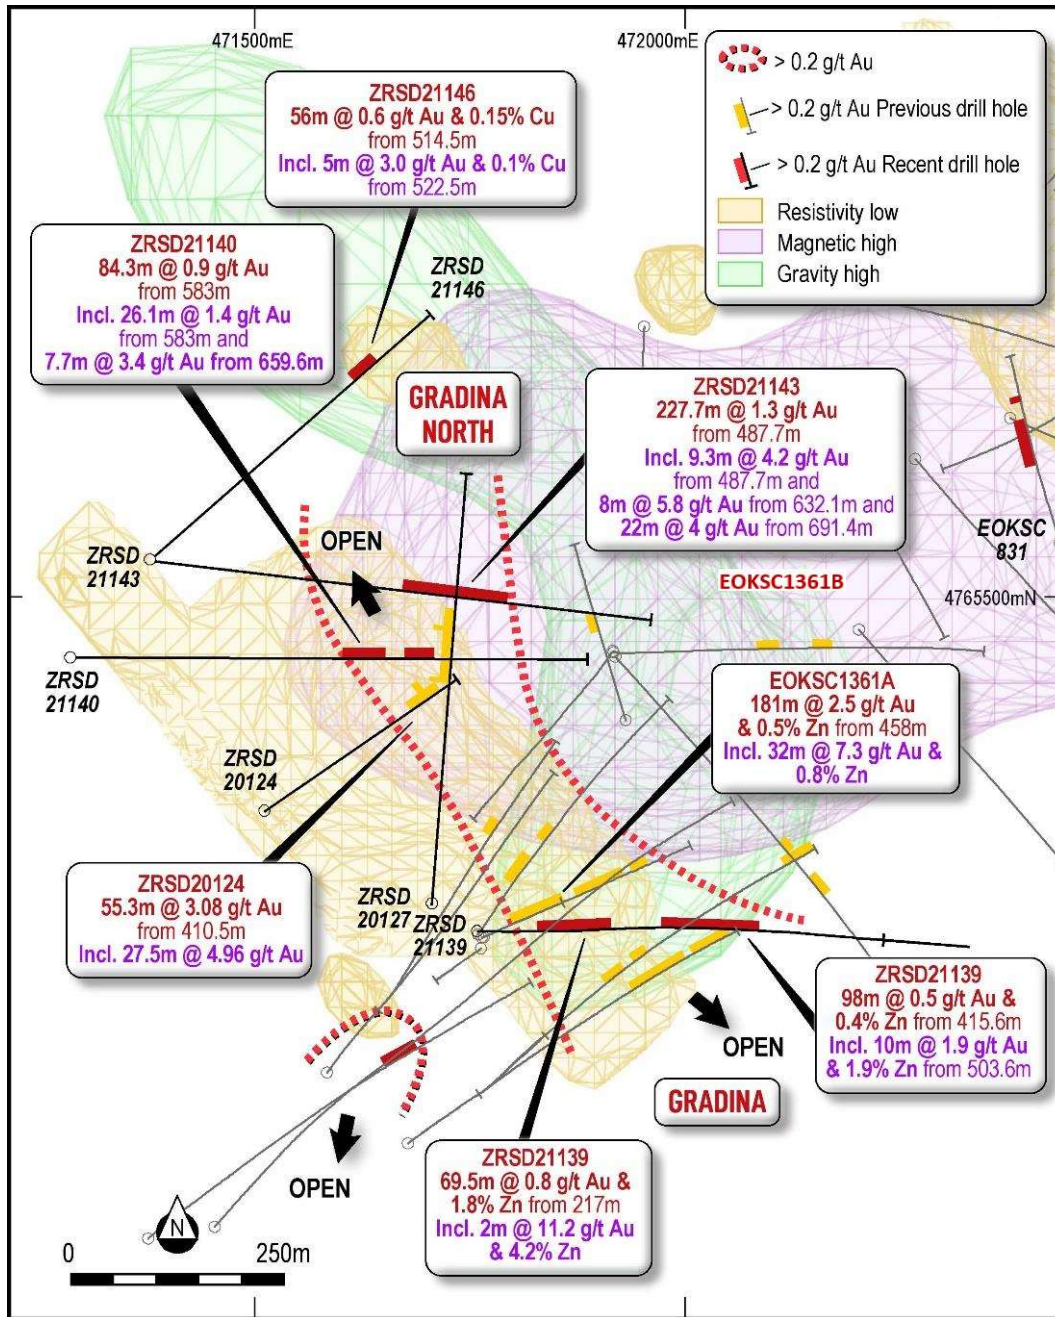 471500mE
472000mE
> 0.2 g/t Au
> 0.2 g/t Au Previous drill hole
> 0.2 g/t Au Recent drill hole
Resistivity low
Magnetic high
Gravity high
ZRSD21146
56m @ 0.6 g/t Au & 0.15% Cu
from 514.5m
Incl. 5m @ 3.0 g/t Au & 0.1% Cu
from 522.5m
ZRSD21140
84.3m @ 0.9 g/t Au
from 583m
Incl. 26.1m @ 1.4 g/t Au
from 583m and
7.7m @ 3.4 g/t Au from 659.6m
ZRSD
21146
GRADINA
NORTH
ZRSD21143
227.7m @ 1.3 g/t Au
from 487.7m
Incl. 9.3m @ 4.2 g/t Au
from 487.7m and
8m @ 5.8 g/t Au from 632.1m and
22m @ 4 g/t Au from 691.4m
EOKSC
831
ZRSD
21143
OPEN
EOKSC1361B
4765500mN
ZRSD
21140
EOKSC1361A
181m @ 2.5 g/t Au
& 0.5% Zn from 458m
Incl. 32m @ 7.3 g/t Au &
0.8% Zn
ZRSD
20124
ZRSD20124
55.3m @ 3.08 g/t Au
from 410.5m
Incl. 27.5m @ 4.96 g/t Au
ZRSD
20127
ZRSD
21139
ZRSD21139
98m @ 0.5 g/t Au &
0.4% Zn from 415.6m
Incl. 10m @ 1.9 g/t Au
& 1.9% Zn from 503.6m
OPEN
GRADINA
ZRSD21139
69.5m @ 0.8 g/t Au &
1.8% Zn from 217m
Incl. 2m @ 11.2 g/t Au
& 4.2% Zn
OPEN
N
0
250m